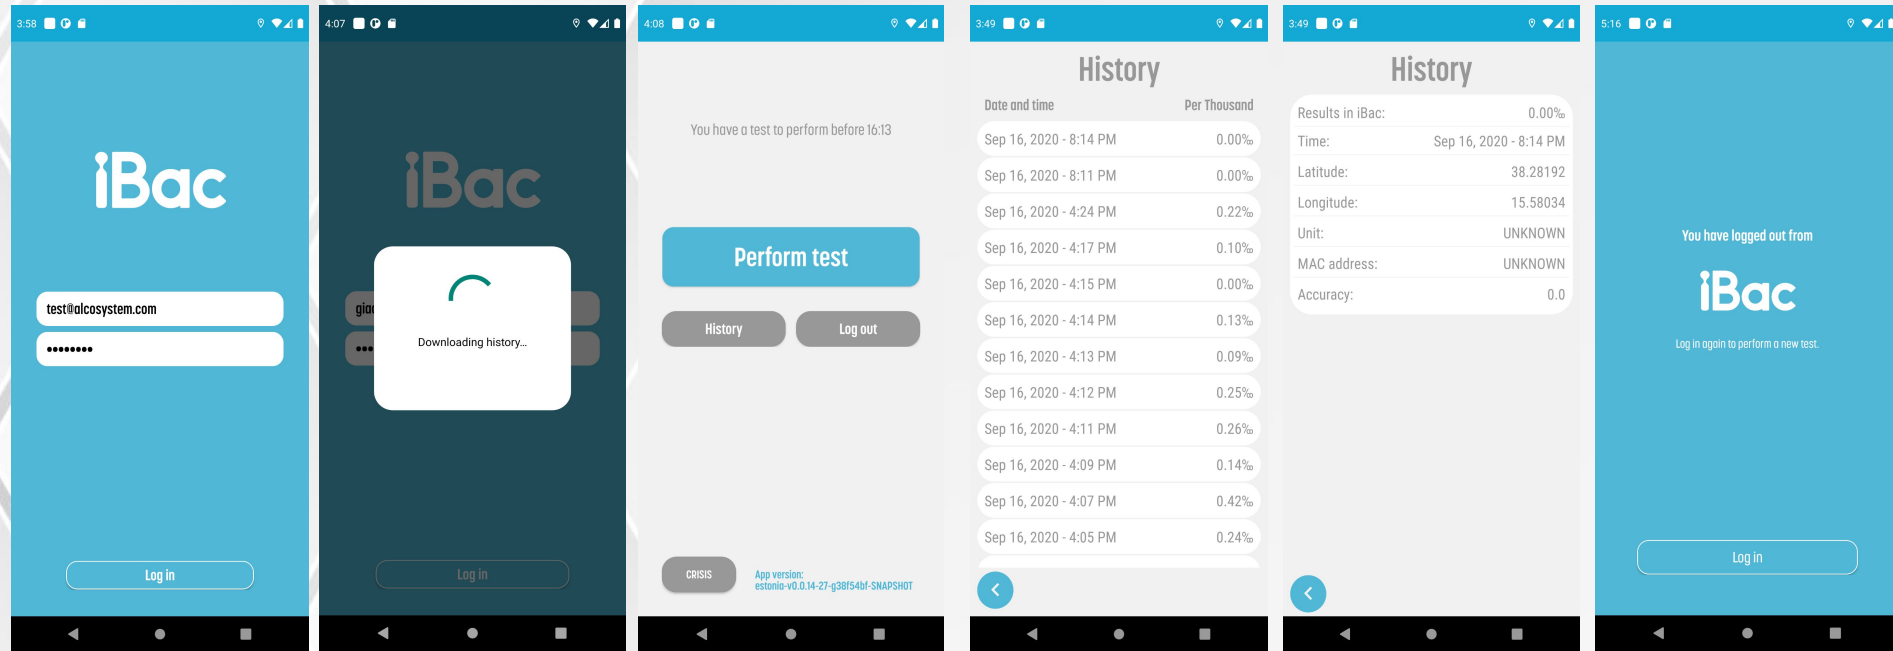 3:58
iBac
test@alcosystem.com
••••••••
Log in
4:07
iBac
giac
•••
Downloading history...
Log in
4:08
You have a test to perform before 16:13
Perform test
History
Log out
CRISIS
App version:
estonia-v0.0.14-27-g38f54bf-SNAPSHOT
3:49
History
Date and time Per Thousand
Sep 16, 2020 - 8:14 PM 0.00‰
Sep 16, 2020 - 8:11 PM 0.00‰
Sep 16, 2020 - 4:24 PM 0.22‰
Sep 16, 2020 - 4:17 PM 0.10‰
Sep 16, 2020 - 4:15 PM 0.00‰
Sep 16, 2020 - 4:14 PM 0.13‰
Sep 16, 2020 - 4:13 PM 0.09‰
Sep 16, 2020 - 4:12 PM 0.25‰
Sep 16, 2020 - 4:11 PM 0.26‰
Sep 16, 2020 - 4:09 PM 0.14‰
Sep 16, 2020 - 4:07 PM 0.42‰
Sep 16, 2020 - 4:05 PM 0.24‰
3:49
History
Results in iBac: 0.00‰
Time: Sep 16, 2020 - 8:14 PM
Latitude: 38.28192
Longitude: 15.58034
Unit: UNKNOWN
MAC address: UNKNOWN
Accuracy: 0.0
5:16
You have logged out from
iBac
Log in again to perform a new test.
Log in